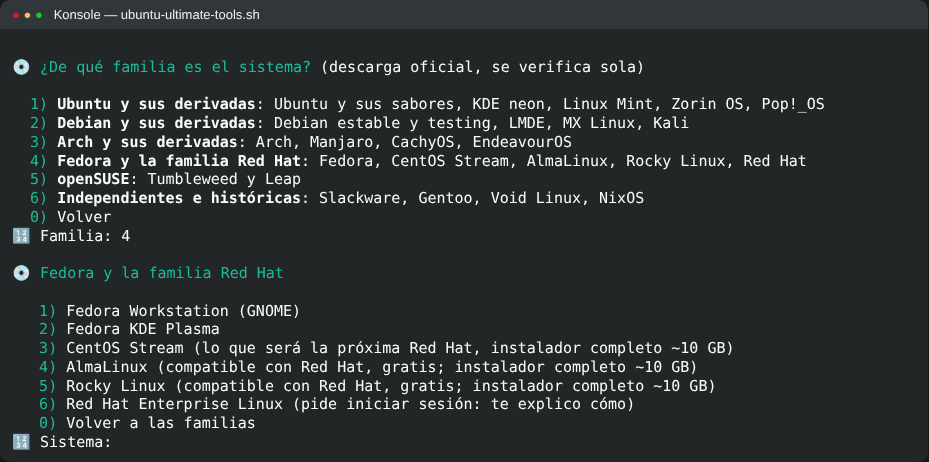 Konsole — ubuntu-ultimate-tools.sh
💿 ¿De qué familia es el sistema? (descarga oficial, se verifica sola)
1) Ubuntu y sus derivadas: Ubuntu y sus sabores, KDE neon, Linux Mint, Zorin OS, Pop!_OS
2) Debian y sus derivadas: Debian estable y testing, LMDE, MX Linux, Kali
3) Arch y sus derivadas: Arch, Manjaro, CachyOS, EndeavourOS
4) Fedora y la familia Red Hat: Fedora, CentOS Stream, AlmaLinux, Rocky Linux, Red Hat
5) openSUSE: Tumbleweed y Leap
6) Independientes e históricas: Slackware, Gentoo, Void Linux, NixOS
0) Volver
🔢 Familia: 4
💿 Fedora y la familia Red Hat
1) Fedora Workstation (GNOME)
2) Fedora KDE Plasma
3) CentOS Stream (lo que será la próxima Red Hat, instalador completo ~10 GB)
4) AlmaLinux (compatible con Red Hat, gratis; instalador completo ~10 GB)
5) Rocky Linux (compatible con Red Hat, gratis; instalador completo ~10 GB)
6) Red Hat Enterprise Linux (pide iniciar sesión: te explico cómo)
0) Volver a las familias
🔢 Sistema: